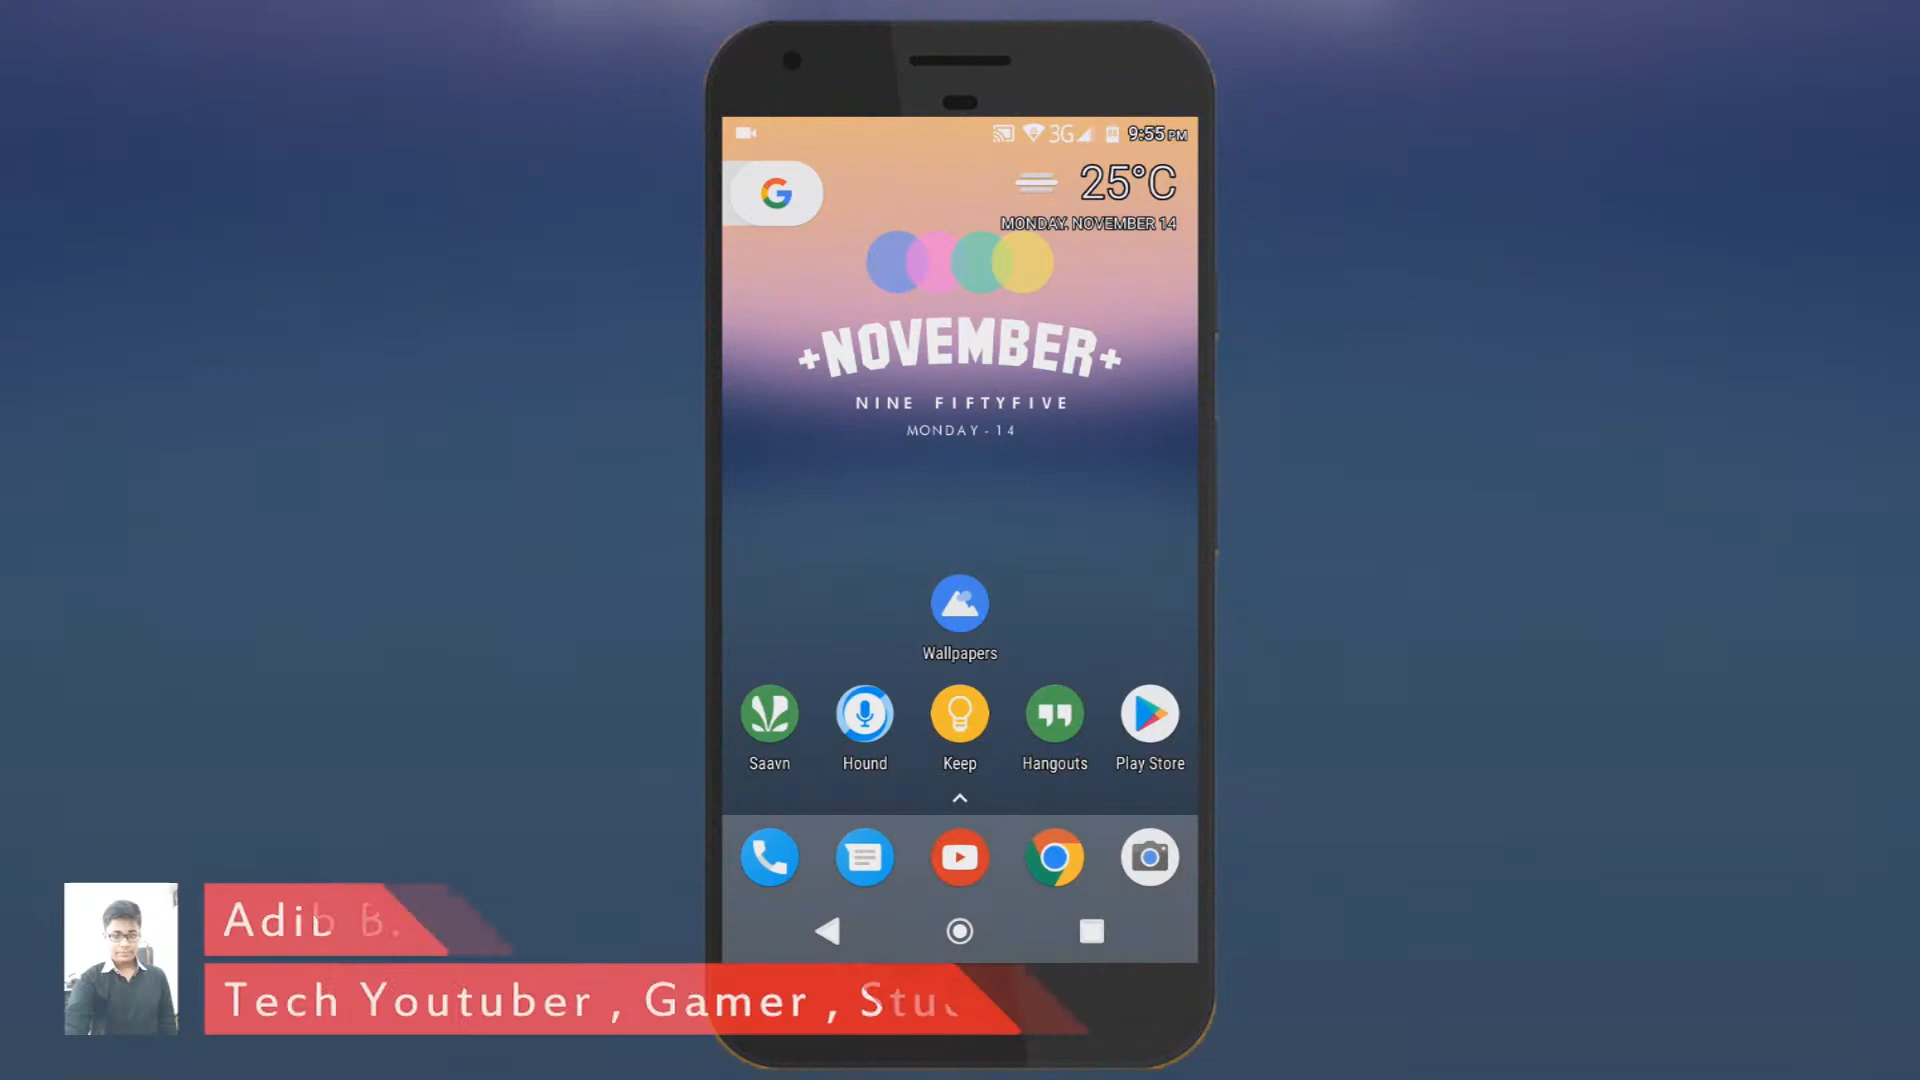 3G 9:55 PM
G 25°C
MONDAY, NOVEMBER 14
+NOVEMBER+
NINE FIFTYFIVE
MONDAY - 14
Wallpapers
Saavn Hound Keep Hangouts Play Store
Adib B.
Tech Youtuber , Gamer ,